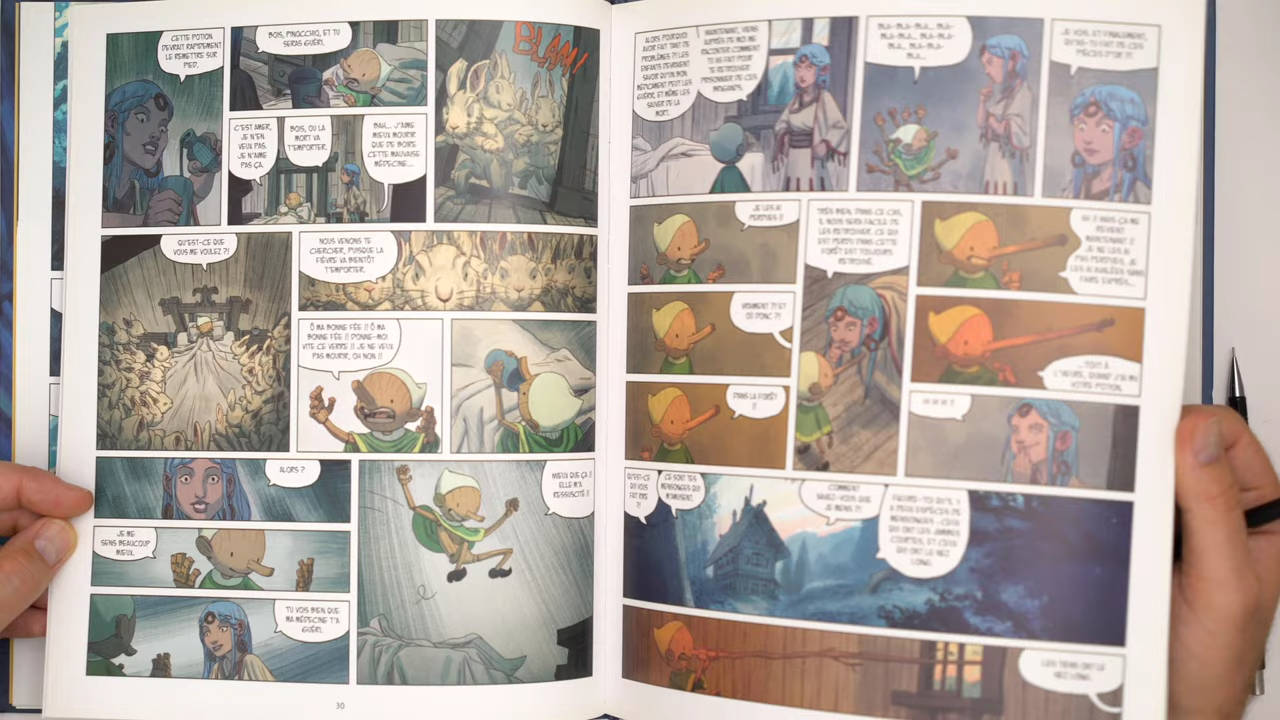 CETTE POTION
DEVRAIT RAPIDEMENT
LE REMETTRE SUR
PIED.
BOIS, PINOCCHIO, ET TU
SERAS GUÉRI.
C'EST AMER,
JE N'EN
VEUX PAS,
JE N'AIME
PAS ÇA.
BOIS, OU LA
MORT VA
T'EMPORTER.
BAH... J'AIME
MIEUX MOURIR
QUE DE BOIRE
CETTE MAUVAISE
MÉDECINE...
BLAM!
QU'EST-CE QUE
VOUS ME VOULEZ ?!
NOUS VENONS TE
CHERCHER, PUISQUE LA
FIÈVRE VA BIENTÔT
T'EMPORTER.
Ô MA BONNE FÉE !! Ô MA
BONNE FÉE !! DONNE-MOI
VITE CE VERRE !! JE NE VEUX
PAS MOURIR, OH NON !!
ALORS ?
JE ME
SENS BEAUCOUP
MIEUX.
TU VOIS BIEN QUE
MA MÉDECINE T'A
GUÉRI.
MIEUX QUE ÇA !!
ELLE M'A
RESSUSCITÉ !!
30
ALORS POURQUOI
AVOIR FAIT TANT DE
PROBLÈMES ?! LES
ENFANTS DEVRAIENT
SAVOIR QU'UN BON
MÉDICAMENT PEUT LES
GUÉRIR, ET MÊME LES
SAUVER DE LA
MORT.
MAINTENANT, VIENS
AUPRÈS DE MOI ME
RACONTER COMMENT
TU AS FAIT POUR
TE RETROUVER
PRISONNIER DE CES
BRIGANDS.
BLA-BLA-BLA... BLA-
BLA-BLA-BLA-BLA-
BLA... BLA-BLA-
BLA...
JE VOIS. ET FINALEMENT,
QU'AS-TU FAIT DE CES
PIÈCES D'OR ?!
JE LES AI
PERDUES !!
VRAIMENT ?! ET
OÙ DONC ?!
DANS LA FORÊT
!!
TRÈS BIEN, DANS CE CAS,
IL NOUS SERA FACILE DE
LES RETROUVER. CE QUI
EST PERDU DANS CETTE
FORÊT EST TOUJOURS
RETROUVÉ.
AH !! MAIS ÇA ME
REVIENT
MAINTENANT !!
JE NE LES AI
PAS PERDUES, JE
LES AI AVALÉES SANS
FAIRE EXPRÈS...
... TOUT À
L'HEURE, QUAND J'AI BU
VOTRE POTION.
QU'EST-CE
QUI VOUS
FAIT RIRE
?!
CE SONT TES
MENSONGES QUI
M'AMUSENT.
COMMENT
SAVEZ-VOUS QUE
JE MENS ?!
FIGURE-TOI QU'IL Y
A DEUX ESPÈCES DE
MENSONGES : CEUX
QUI ONT LES JAMBES
COURTES, ET CEUX
QUI ONT LE NEZ
LONG.
LES TIENS ONT LE
NEZ LONG.